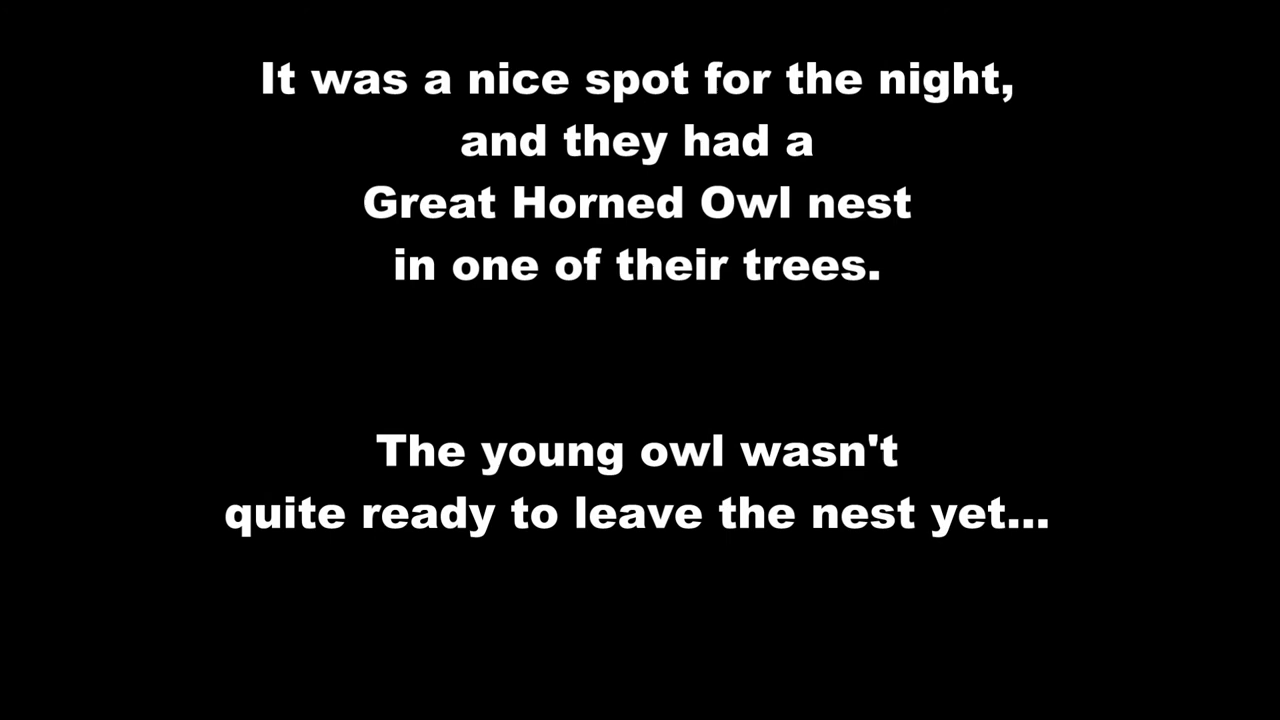 It was a nice spot for the night,
and they had a
Great Horned Owl nest
in one of their trees.
The young owl wasn't
quite ready to leave the nest yet...